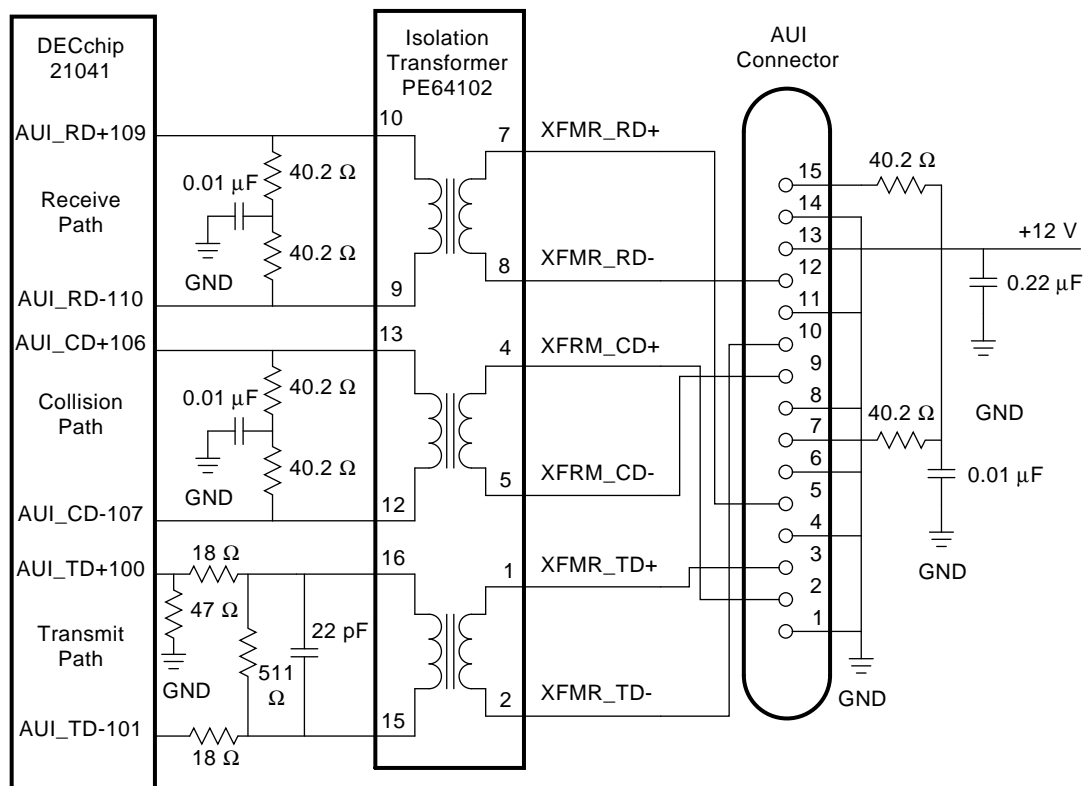 DECchip
21041
Isolation
Transformer
PE64102
AUI
Connector
AUI_RD+109
10
7
XFMR_RD+
40.2 Ω
0.01 µF
Receive
Path
40.2 Ω
GND
AUI_RD-110
9
8
XFMR_RD-
AUI_CD+106
13
4
XFRM_CD+
40.2 Ω
0.01 µF
Collision
Path
40.2 Ω
GND
AUI_CD-107
12
5
XFRM_CD-
AUI_TD+100
18 Ω
16
1
XFMR_TD+
47 Ω
22 pF
Transmit
Path
GND
511
Ω
AUI_TD-101
18 Ω
15
2
XFMR_TD-
15
14
13
12
11
10
9
8
7
6
5
4
3
2
1
40.2 Ω
+12 V
0.22 µF
GND
40.2 Ω
0.01 µF
GND
GND